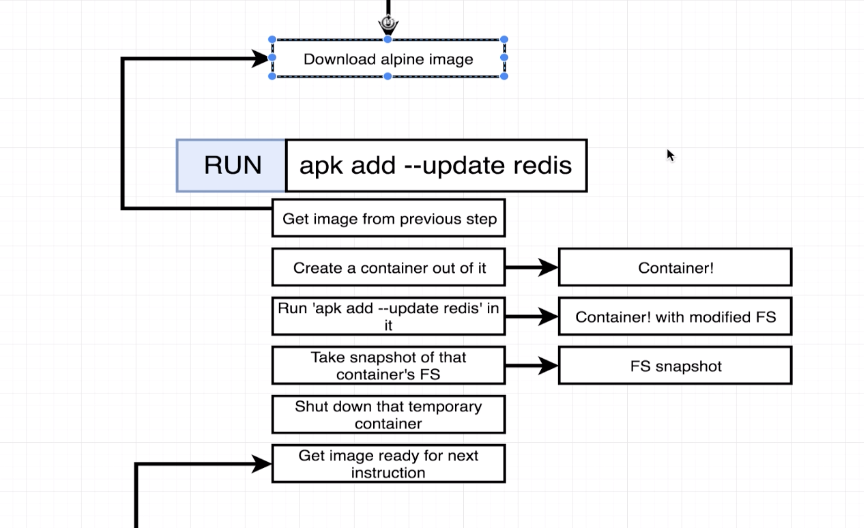 Download alpine image
RUN apk add --update redis
Get image from previous step
Create a container out of it
Container!
Run 'apk add --update redis' in
it
Container! with modified FS
Take snapshot of that
container's FS
FS snapshot
Shut down that temporary
container
Get image ready for next
instruction